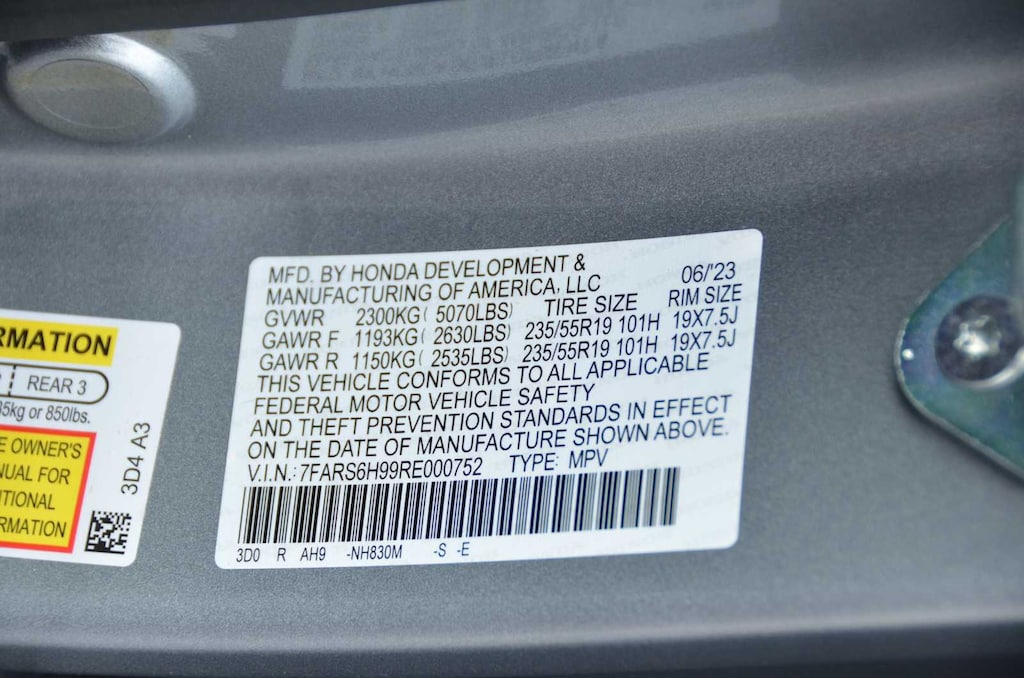 RMATION
REAR 3
35kg or 850lbs.
E OWNER'S
NUAL FOR
ITIONAL
RMATION
3D4 A3
MFD. BY HONDA DEVELOPMENT &
MANUFACTURING OF AMERICA, LLC 06/'23
GVWR 2300KG( 5070LBS) TIRE SIZE RIM SIZE
GAWR F 1193KG( 2630LBS) 235/55R19 101H 19X7.5J
GAWR R 1150KG( 2535LBS) 235/55R19 101H 19X7.5J
THIS VEHICLE CONFORMS TO ALL APPLICABLE
FEDERAL MOTOR VEHICLE SAFETY
AND THEFT PREVENTION STANDARDS IN EFFECT
ON THE DATE OF MANUFACTURE SHOWN ABOVE.
V.I.N.: 7FARS6H99RE000752 TYPE: MPV
3D0 R AH9 -NH830M -S -E